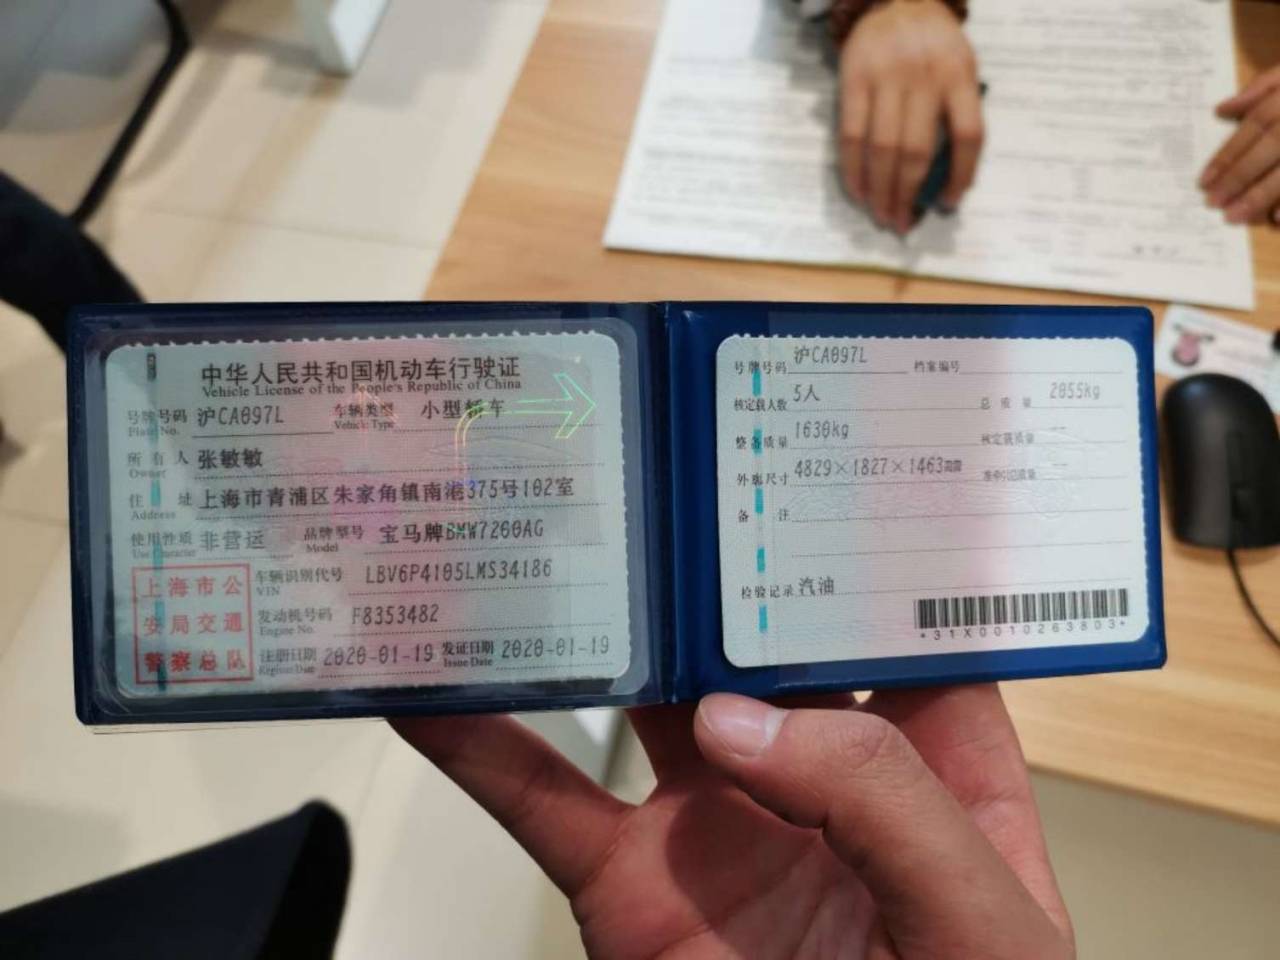 中华人民共和国机动车行驶证
Vehicle License of the People's Republic of China
号牌号码 沪CA097L 车辆类型 小型轿车
Plate No. Vehicle Type
所有人 张敏敏
Owner
住址 上海市青浦区朱家角镇南港375号102室
Address
使用性质 非营运 品牌型号 宝马牌BMW7200AG
Use Character Model
上海市公安局交通警察总队
车辆识别代号 LBV6P4105LMS34186
VIN
发动机号码 F8353482
Engine No.
注册日期 2020-01-19 发证日期 2020-01-19
Register Date Issue Date
号牌号码 沪CA097L 档案编号
核定载人数 5人 总质量 2055kg
整备质量 1630kg 核定载质量
外廓尺寸 4829×1827×1463mm 准牵引总质量
备注
检验记录 汽油
*31X0010263803*